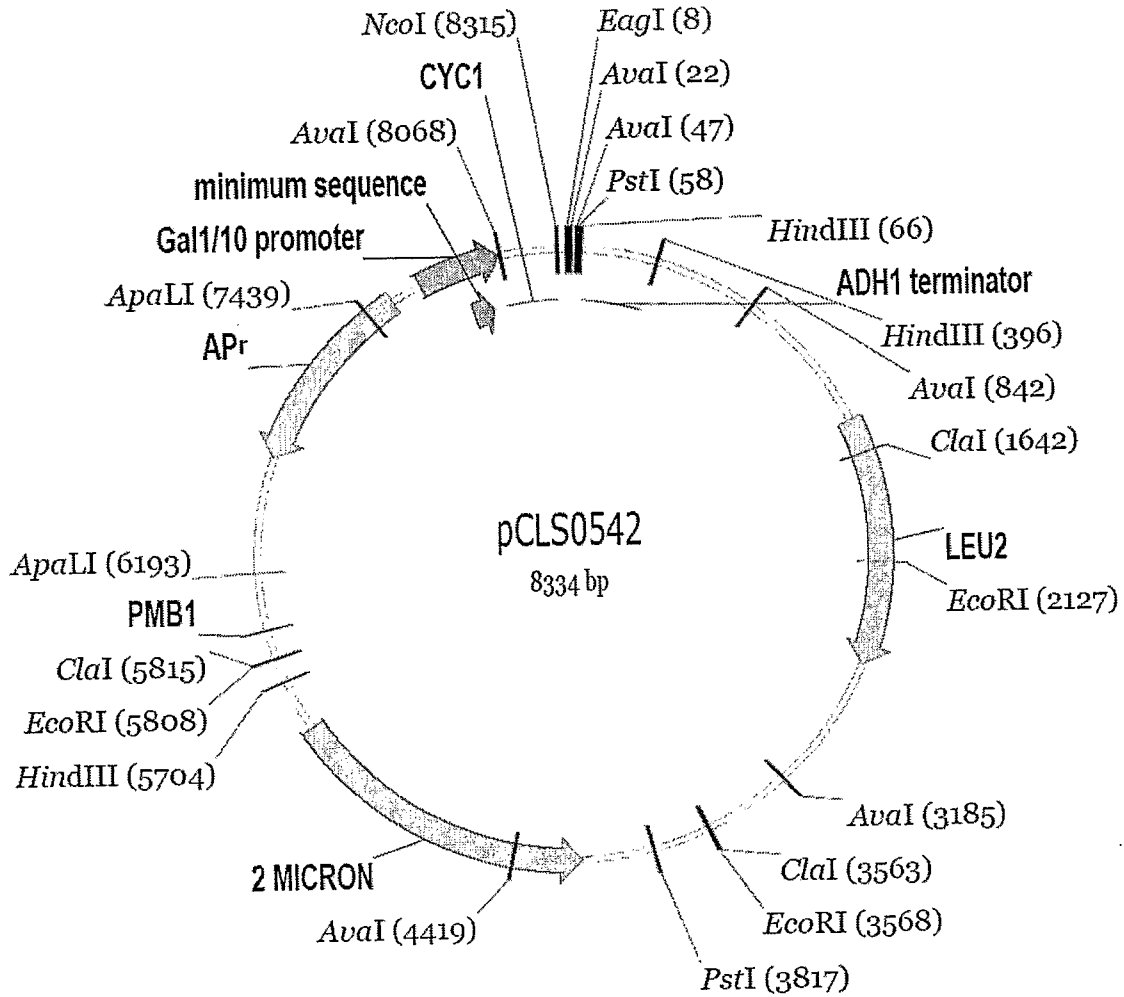 NcoI (8315)
EagI (8)
CYC1
AvaI (22)
AvaI (8068)
AvaI (47)
minimum sequence
PstI (58)
Gal1/10 promoter
HindIII (66)
ApaLI (7439)
ADH1 terminator
APr
HindIII (396)
AvaI (842)
ClaI (1642)
pCLS0542
8334 bp
LEU2
ApaLI (6193)
EcoRI (2127)
PMB1
ClaI (5815)
EcoRI (5808)
HindIII (5704)
AvaI (3185)
2 MICRON
ClaI (3563)
AvaI (4419)
EcoRI (3568)
PstI (3817)